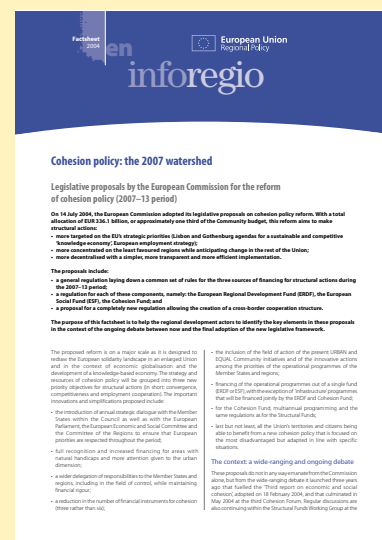 Factsheet
2004
en
European Union
Regional Policy
inforegio
Cohesion policy: the 2007 watershed
Legislative proposals by the European Commission for the reform
of cohesion policy (2007–13 period)
On 14 July 2004, the European Commission adopted its legislative proposals on cohesion policy reform. With a total
allocation of EUR 336.1 billion, or approximately one third of the Community budget, this reform aims to make
structural actions:
• more targeted on the EU's strategic priorities (Lisbon and Gothenburg agendas for a sustainable and competitive
'knowledge economy', European employment strategy);
• more concentrated on the least favoured regions while anticipating change in the rest of the Union;
• more decentralised with a simpler, more transparent and more efficient implementation.
The proposals include:
• a general regulation laying down a common set of rules for the three sources of financing for structural actions during
the 2007–13 period;
• a regulation for each of these components, namely: the European Regional Development Fund (ERDF), the European
Social Fund (ESF), the Cohesion Fund; and
• a proposal for a completely new regulation allowing the creation of a cross-border cooperation structure.
The purpose of this factsheet is to help the regional development actors to identify the key elements in these proposals
in the context of the ongoing debate between now and the final adoption of the new legislative framework.
The proposed reform is on a major scale as it is designed to
redress the European solidarity landscape in an enlarged Union
and in the context of economic globalisation and the
development of a knowledge-based economy. The strategy and
resources of cohesion policy will be grouped into three new
priority objectives for structural actions (in short: convergence,
competitiveness and employment, cooperation). The important
innovations and simplifications proposed include:
• the introduction of annual strategic dialogue with the Member
States within the Council as well as with the European
Parliament, the European Economic and Social Committee and
the Committee of the Regions to ensure that European
priorities are respected throughout the period;
• full recognition and increased financing for areas with
natural handicaps and more attention given to the urban
dimension;
• a wider delegation of responsibilities to the Member States and
regions, including in the field of control, while maintaining
financial rigour;
• a reduction in the number of instruments for cohesion
(three rather than six);
• the inclusion of the field of action of the present URBAN and
EQUAL Community initiatives and of the innovative actions
among the priorities of the operational programmes of the
Member States and regions;
• financing of the operational programmes out of a single fund
(ERDF or ESF), with the exception of 'infrastructure' programmes
that will be financed jointly by the ERDF and Cohesion Fund;
• for the Cohesion Fund, multiannual programming and the
same regulations as for the Structural Funds;
• last but not least, all the Union's territories and citizens being
able to benefit from a new cohesion policy that is focused on
the most disadvantaged but adapted in line with specific
situations.
The context: a wide-ranging and ongoing debate
These proposals do not in any way emanate from the Commission
alone, but from the wide-ranging debate it launched three years
ago that fuelled the 'Third report on economic and social
cohesion', adopted on 18 February 2004, and that culminated in
May 2004 at the third Cohesion Forum. Regular discussions are
also continuing within the Structural Funds Working Group at the